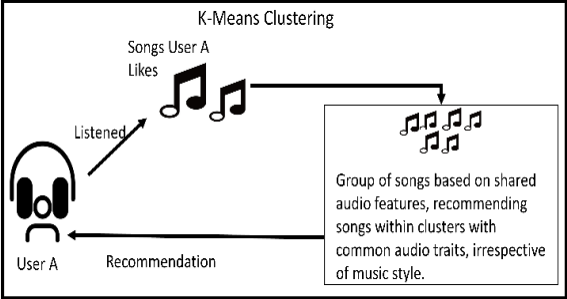 K-Means Clustering
Songs User A
Likes
Listened
Group of songs based on shared
audio features, recommending
songs within clusters with
common audio traits, irrespective
of music style.
User A
Recommendation